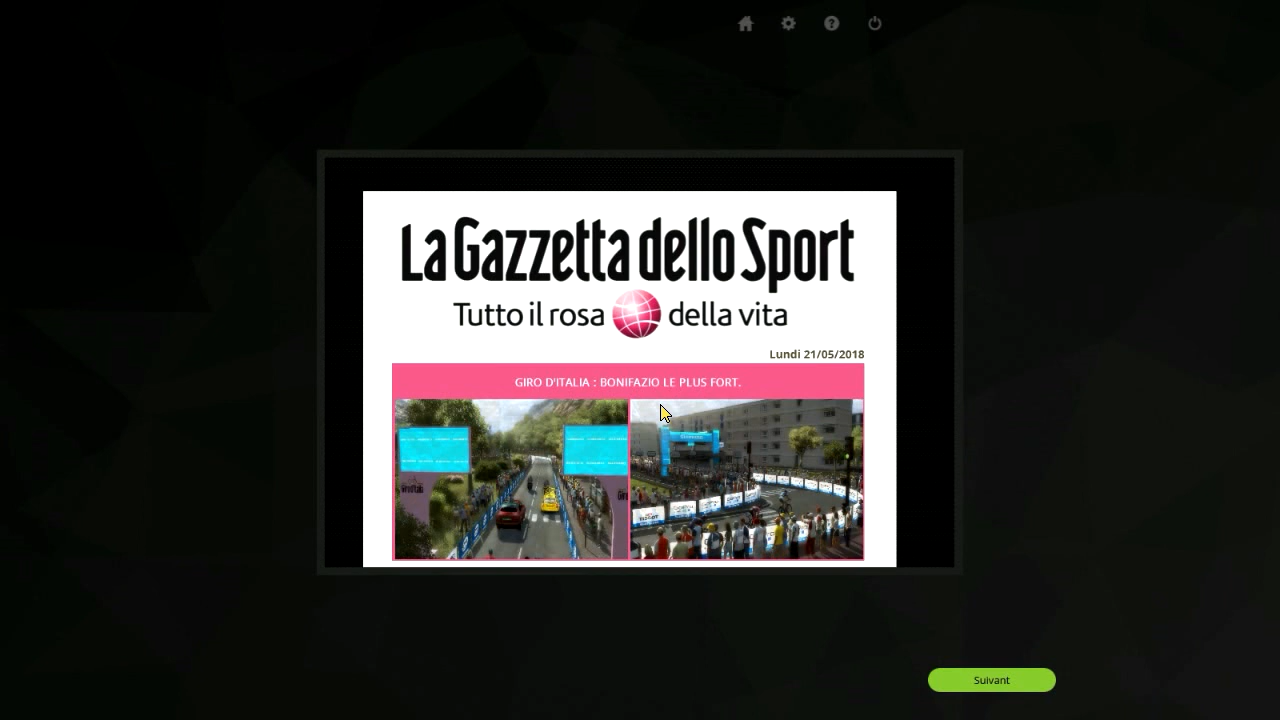 La Gazzetta dello Sport
Tutto il rosa della vita
Lundi 21/05/2018
GIRO D'ITALIA : BONIFAZIO LE PLUS FORT.
Suivant